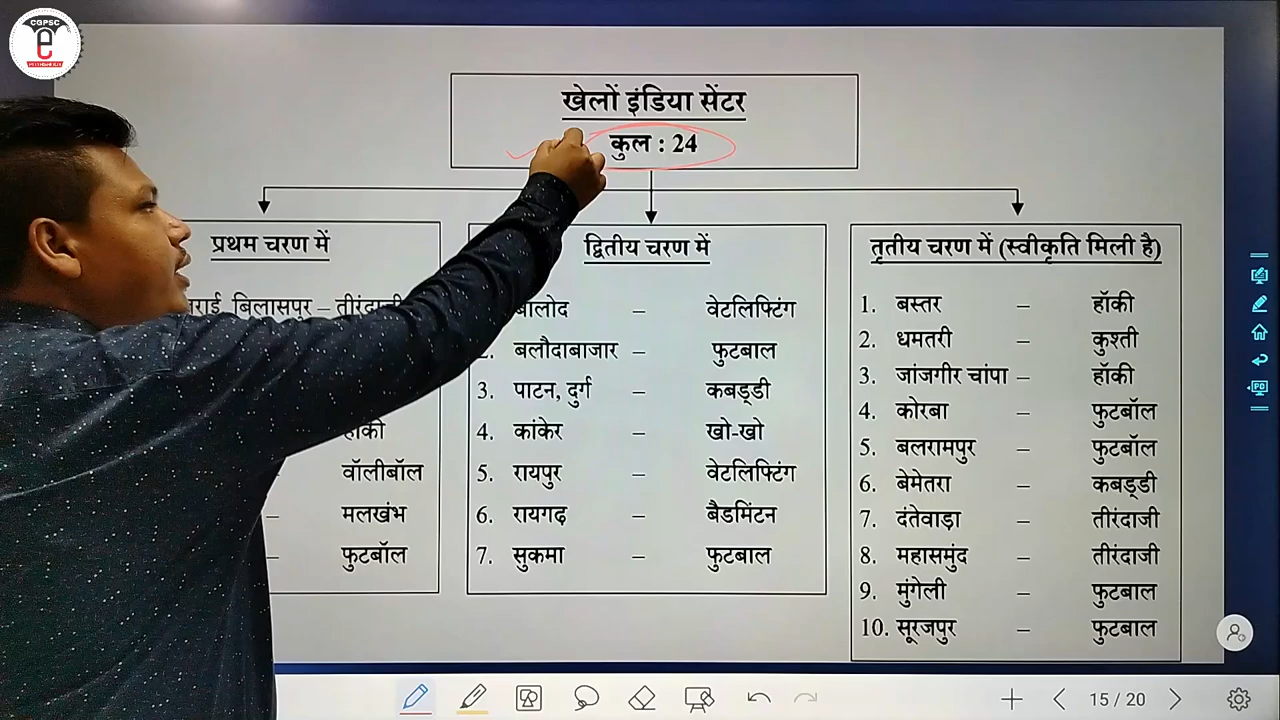 CGPSC
e
खेलों इंडिया सेंटर
कुल : 24
प्रथम चरण में
बिलासपुर – तीरंदाजी
हॉकी
वॉलीबॉल
– मलखंभ
– फुटबॉल
द्वितीय चरण में
बालोद – वेटलिफ्टिंग
2. बलौदाबाजार – फुटबाल
3. पाटन, दुर्ग – कबड्डी
4. कांकेर – खो-खो
5. रायपुर – वेटलिफ्टिंग
6. रायगढ़ – बैडमिंटन
7. सुकमा – फुटबाल
तृतीय चरण में (स्वीकृति मिली है)
1. बस्तर – हॉकी
2. धमतरी – कुश्ती
3. जांजगीर चांपा – हॉकी
4. कोरबा – फुटबॉल
5. बलरामपुर – फुटबॉल
6. बेमेतरा – कबड्डी
7. दंतेवाड़ा – तीरंदाजी
8. महासमुंद – तीरंदाजी
9. मुंगेली – फुटबाल
10. सूरजपुर – फुटबाल
15 / 20